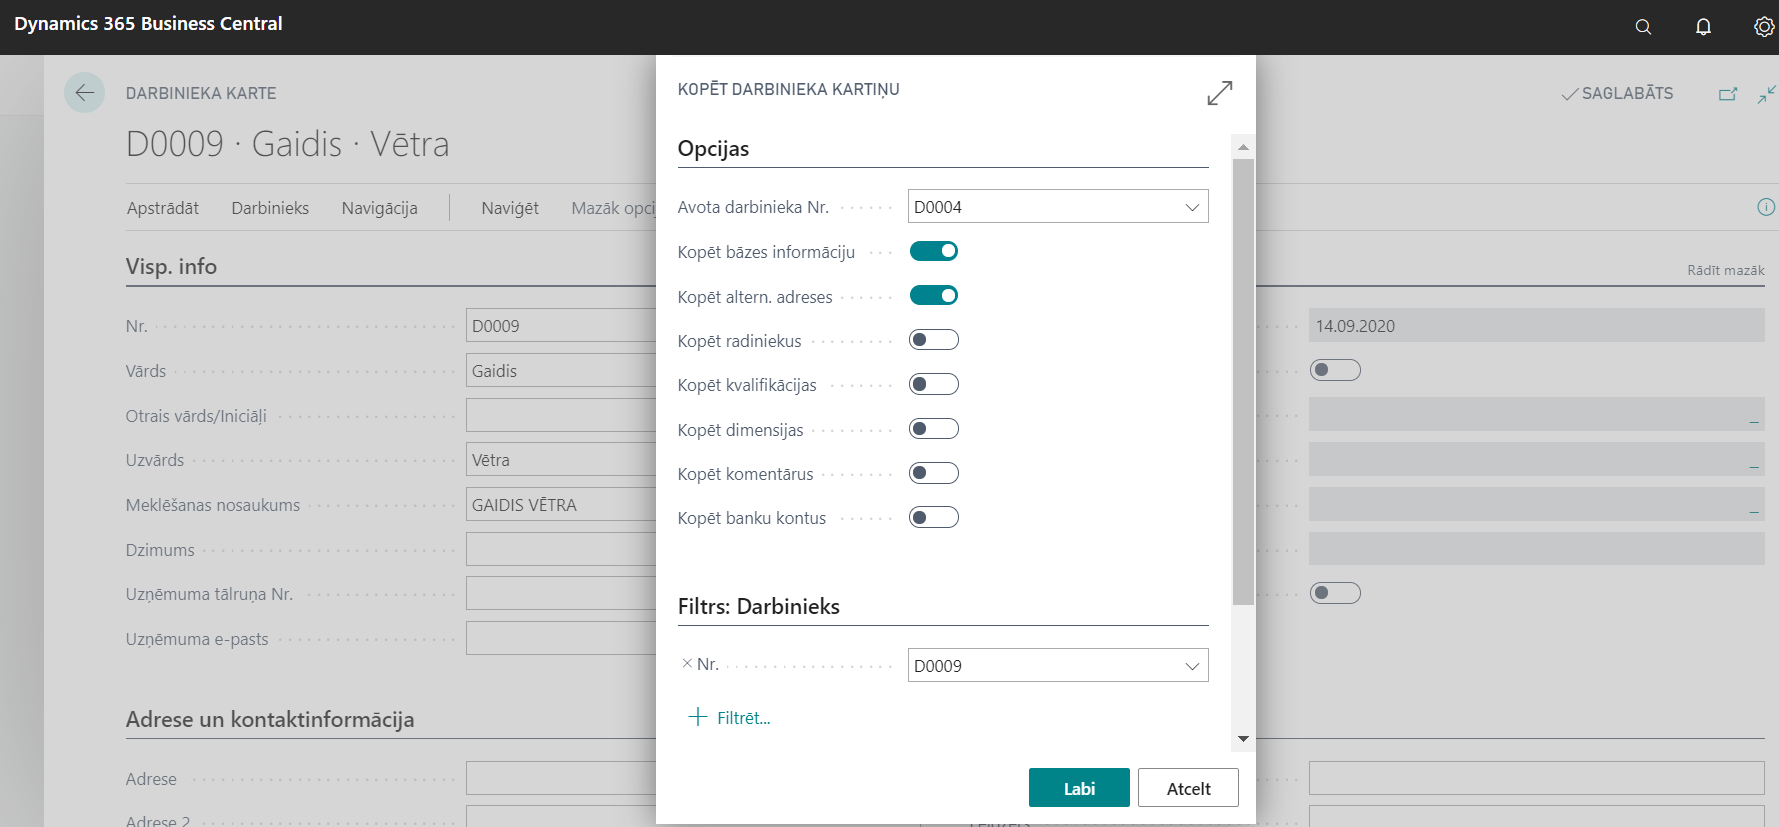 Dynamics 365 Business Central
DARBINIEKA KARTE
SAGLABĀTS
D0009 · Gaidis · Vētra
Apstrādāt Darbinieks Navigācija Naviģēt Mazāk opcij
Visp. info
Rādīt mazāk
Nr. D0009
Vārds Gaidis
Otrais vārds/Iniciāļi
Uzvārds Vētra
Meklēšanas nosaukums GAIDIS VĒTRA
Dzimums
Uzņēmuma tālruņa Nr.
Uzņēmuma e-pasts
14.09.2020
Adrese un kontaktinformācija
Adrese
Adrese 2
KOPĒT DARBINIEKA KARTIŅU
Opcijas
Avota darbinieka Nr. D0004
Kopēt bāzes informāciju
Kopēt altern. adreses
Kopēt radiniekus
Kopēt kvalifikācijas
Kopēt dimensijas
Kopēt komentārus
Kopēt banku kontus
Filtrs: Darbinieks
× Nr. D0009
+ Filtrēt...
Labi Atcelt